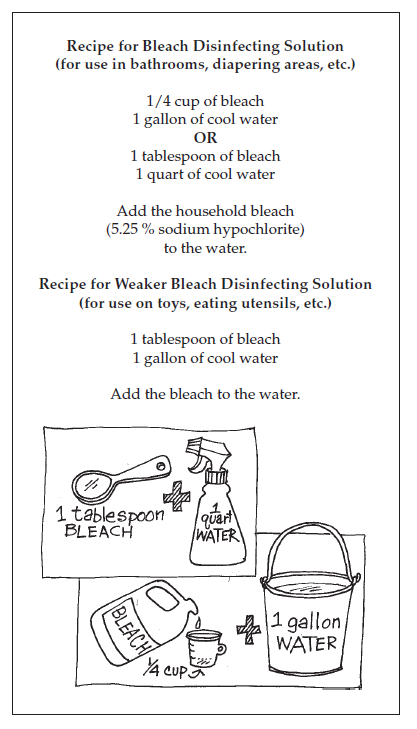 Recipe for Bleach Disinfecting Solution
(for use in bathrooms, diapering areas, etc.)
1/4 cup of bleach
1 gallon of cool water
OR
1 tablespoon of bleach
1 quart of cool water
Add the household bleach
(5.25 % sodium hypochlorite)
to the water.
Recipe for Weaker Bleach Disinfecting Solution
(for use on toys, eating utensils, etc.)
1 tablespoon of bleach
1 gallon of cool water
Add the bleach to the water.
1 tablespoon
BLEACH
+
1
quart
WATER
BLEACH
1/4 CUP
+
1 gallon
WATER